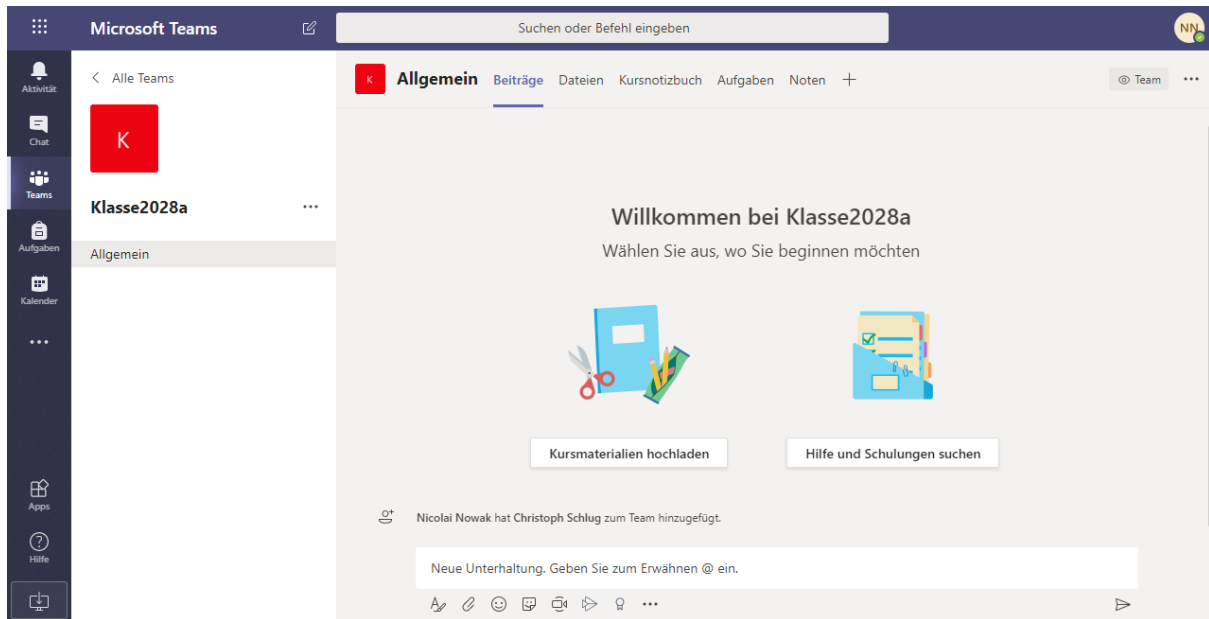 Microsoft Teams
Suchen oder Befehl eingeben
NN
Aktivität
Chat
Teams
Aufgaben
Kalender
Apps
Hilfe
Alle Teams
K
Klasse2028a
Allgemein
K
Allgemein Beiträge Dateien Kursnotizbuch Aufgaben Noten
Team
Willkommen bei Klasse2028a
Wählen Sie aus, wo Sie beginnen möchten
Kursmaterialien hochladen
Hilfe und Schulungen suchen
Nicolai Nowak hat Christoph Schlug zum Team hinzugefügt.
Neue Unterhaltung. Geben Sie zum Erwähnen @ ein.